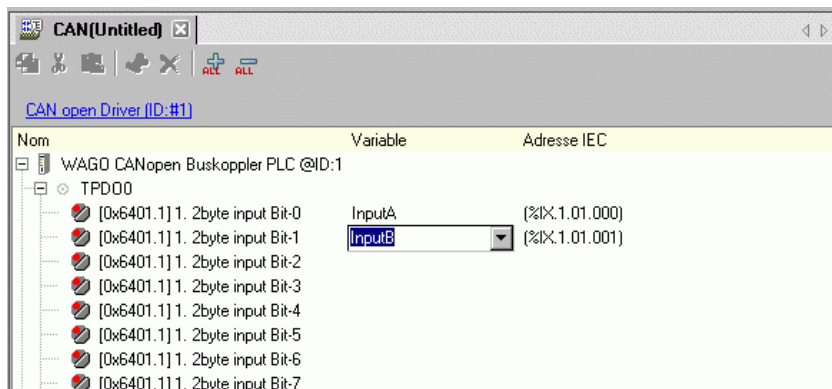 CAN(Untitled)
ALL ALL
CAN open Driver (ID:#1)
Nom Variable Adresse IEC
WAGO CANopen Buskoppler PLC @ID:1
TPDO0
[0x6401.1] 1. 2byte input Bit-0 InputA (%IX.1.01.000)
[0x6401.1] 1. 2byte input Bit-1 InputB (%IX.1.01.001)
[0x6401.1] 1. 2byte input Bit-2
[0x6401.1] 1. 2byte input Bit-3
[0x6401.1] 1. 2byte input Bit-4
[0x6401.1] 1. 2byte input Bit-5
[0x6401.1] 1. 2byte input Bit-6
[0x6401.1] 1. 2byte input Bit-7